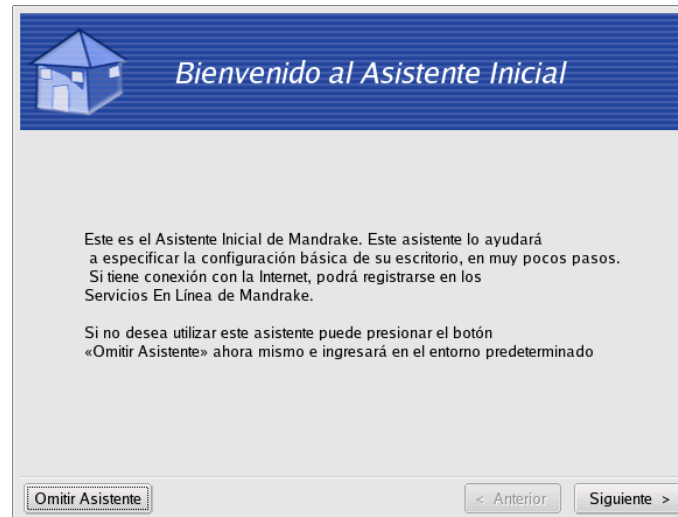 Bienvenido al Asistente Inicial
Este es el Asistente Inicial de Mandrake. Este asistente lo ayudará
a especificar la configuración básica de su escritorio, en muy pocos pasos.
Si tiene conexión con la Internet, podrá registrarse en los
Servicios En Línea de Mandrake.
Si no desea utilizar este asistente puede presionar el botón
«Omitir Asistente» ahora mismo e ingresará en el entorno predeterminado
Omitir Asistente
< Anterior
Siguiente >